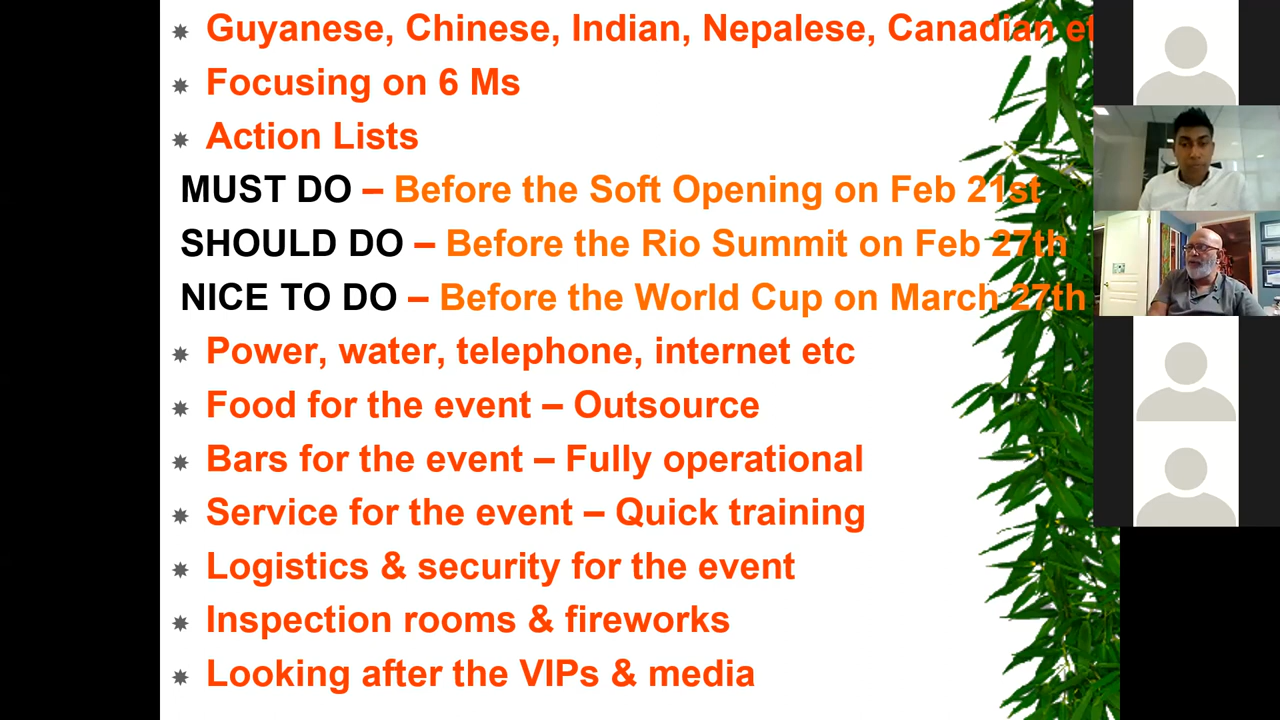 Guyanese, Chinese, Indian, Nepalese, Canadian et
Focusing on 6 Ms
Action Lists
MUST DO – Before the Soft Opening on Feb 21st
SHOULD DO – Before the Rio Summit on Feb 27th
NICE TO DO – Before the World Cup on March 27th
Power, water, telephone, internet etc
Food for the event – Outsource
Bars for the event – Fully operational
Service for the event – Quick training
Logistics & security for the event
Inspection rooms & fireworks
Looking after the VIPs & media